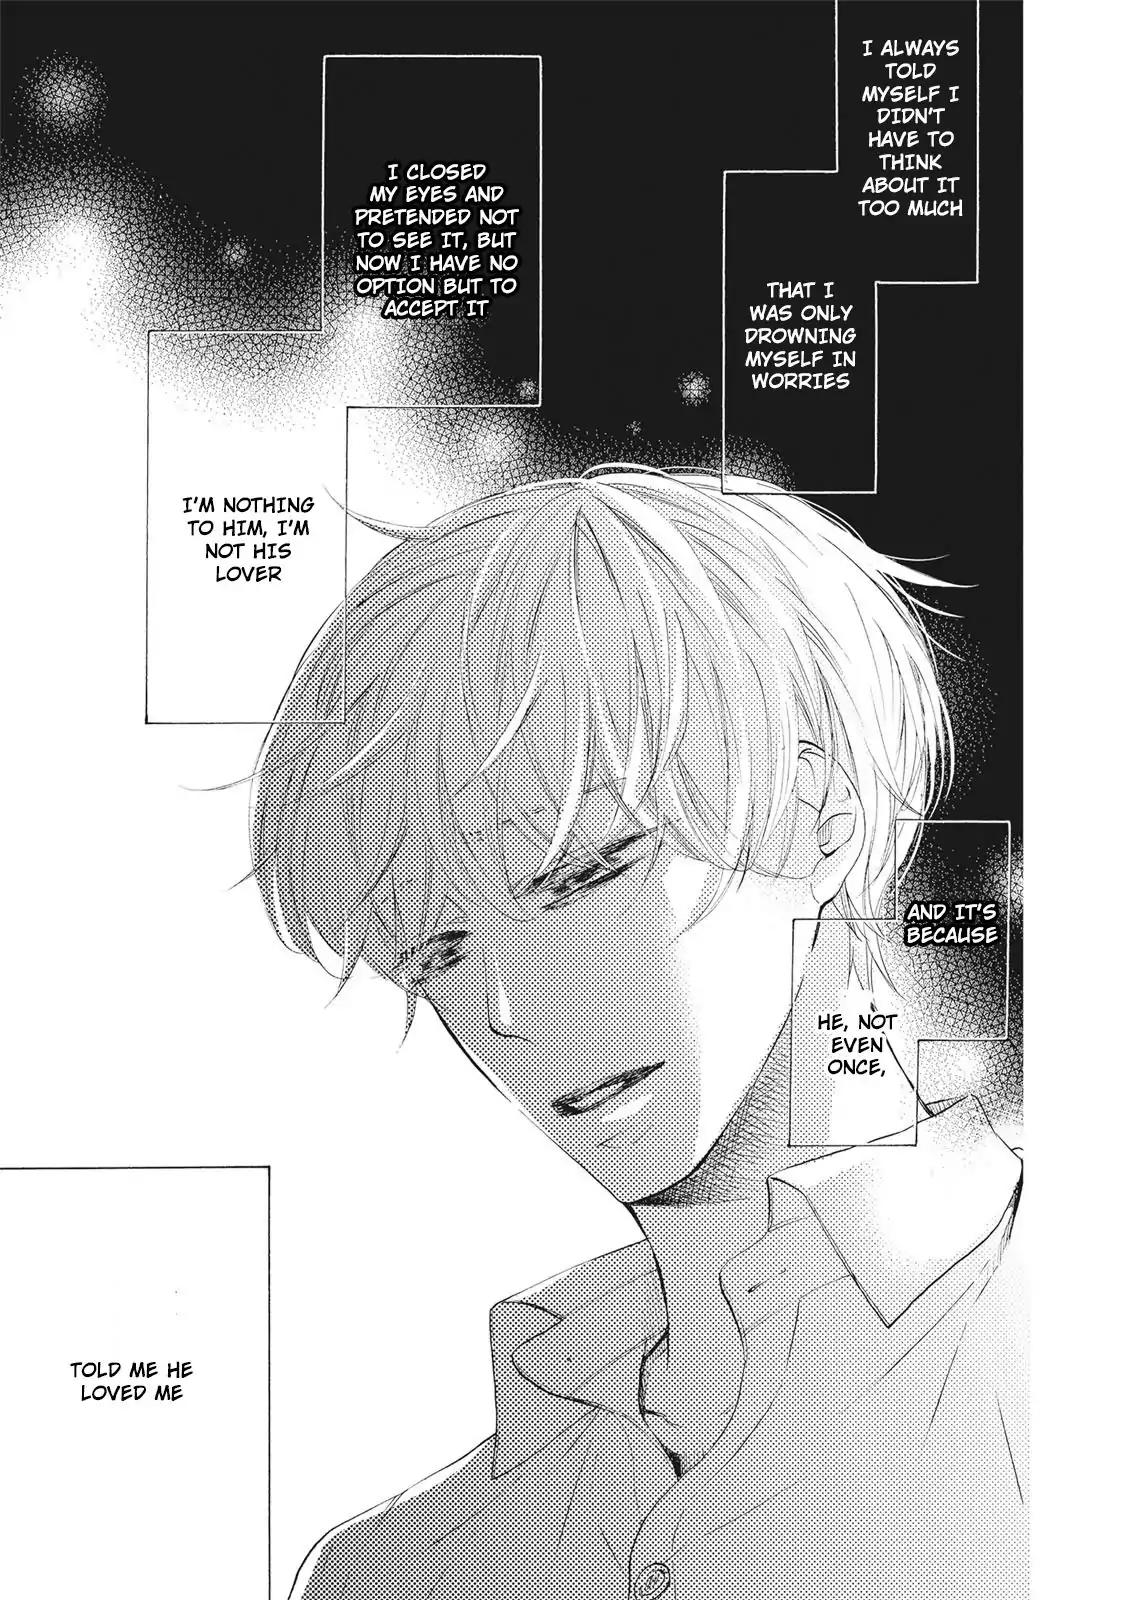 I ALWAYS
TOLD
MYSELF I
DIDN'T
HAVE TO
THINK
ABOUT IT
TOO MUCH
THAT I
WAS ONLY
DROWNING
MYSELF IN
WORRIES
I CLOSED
MY EYES AND
PRETENDED NOT
TO SEE IT, BUT
NOW I HAVE NO
OPTION BUT TO
ACCEPT IT
I'M NOTHING
TO HIM, I'M
NOT HIS
LOVER
AND IT'S
BECAUSE
HE, NOT
EVEN
ONCE,
TOLD ME HE
LOVED ME